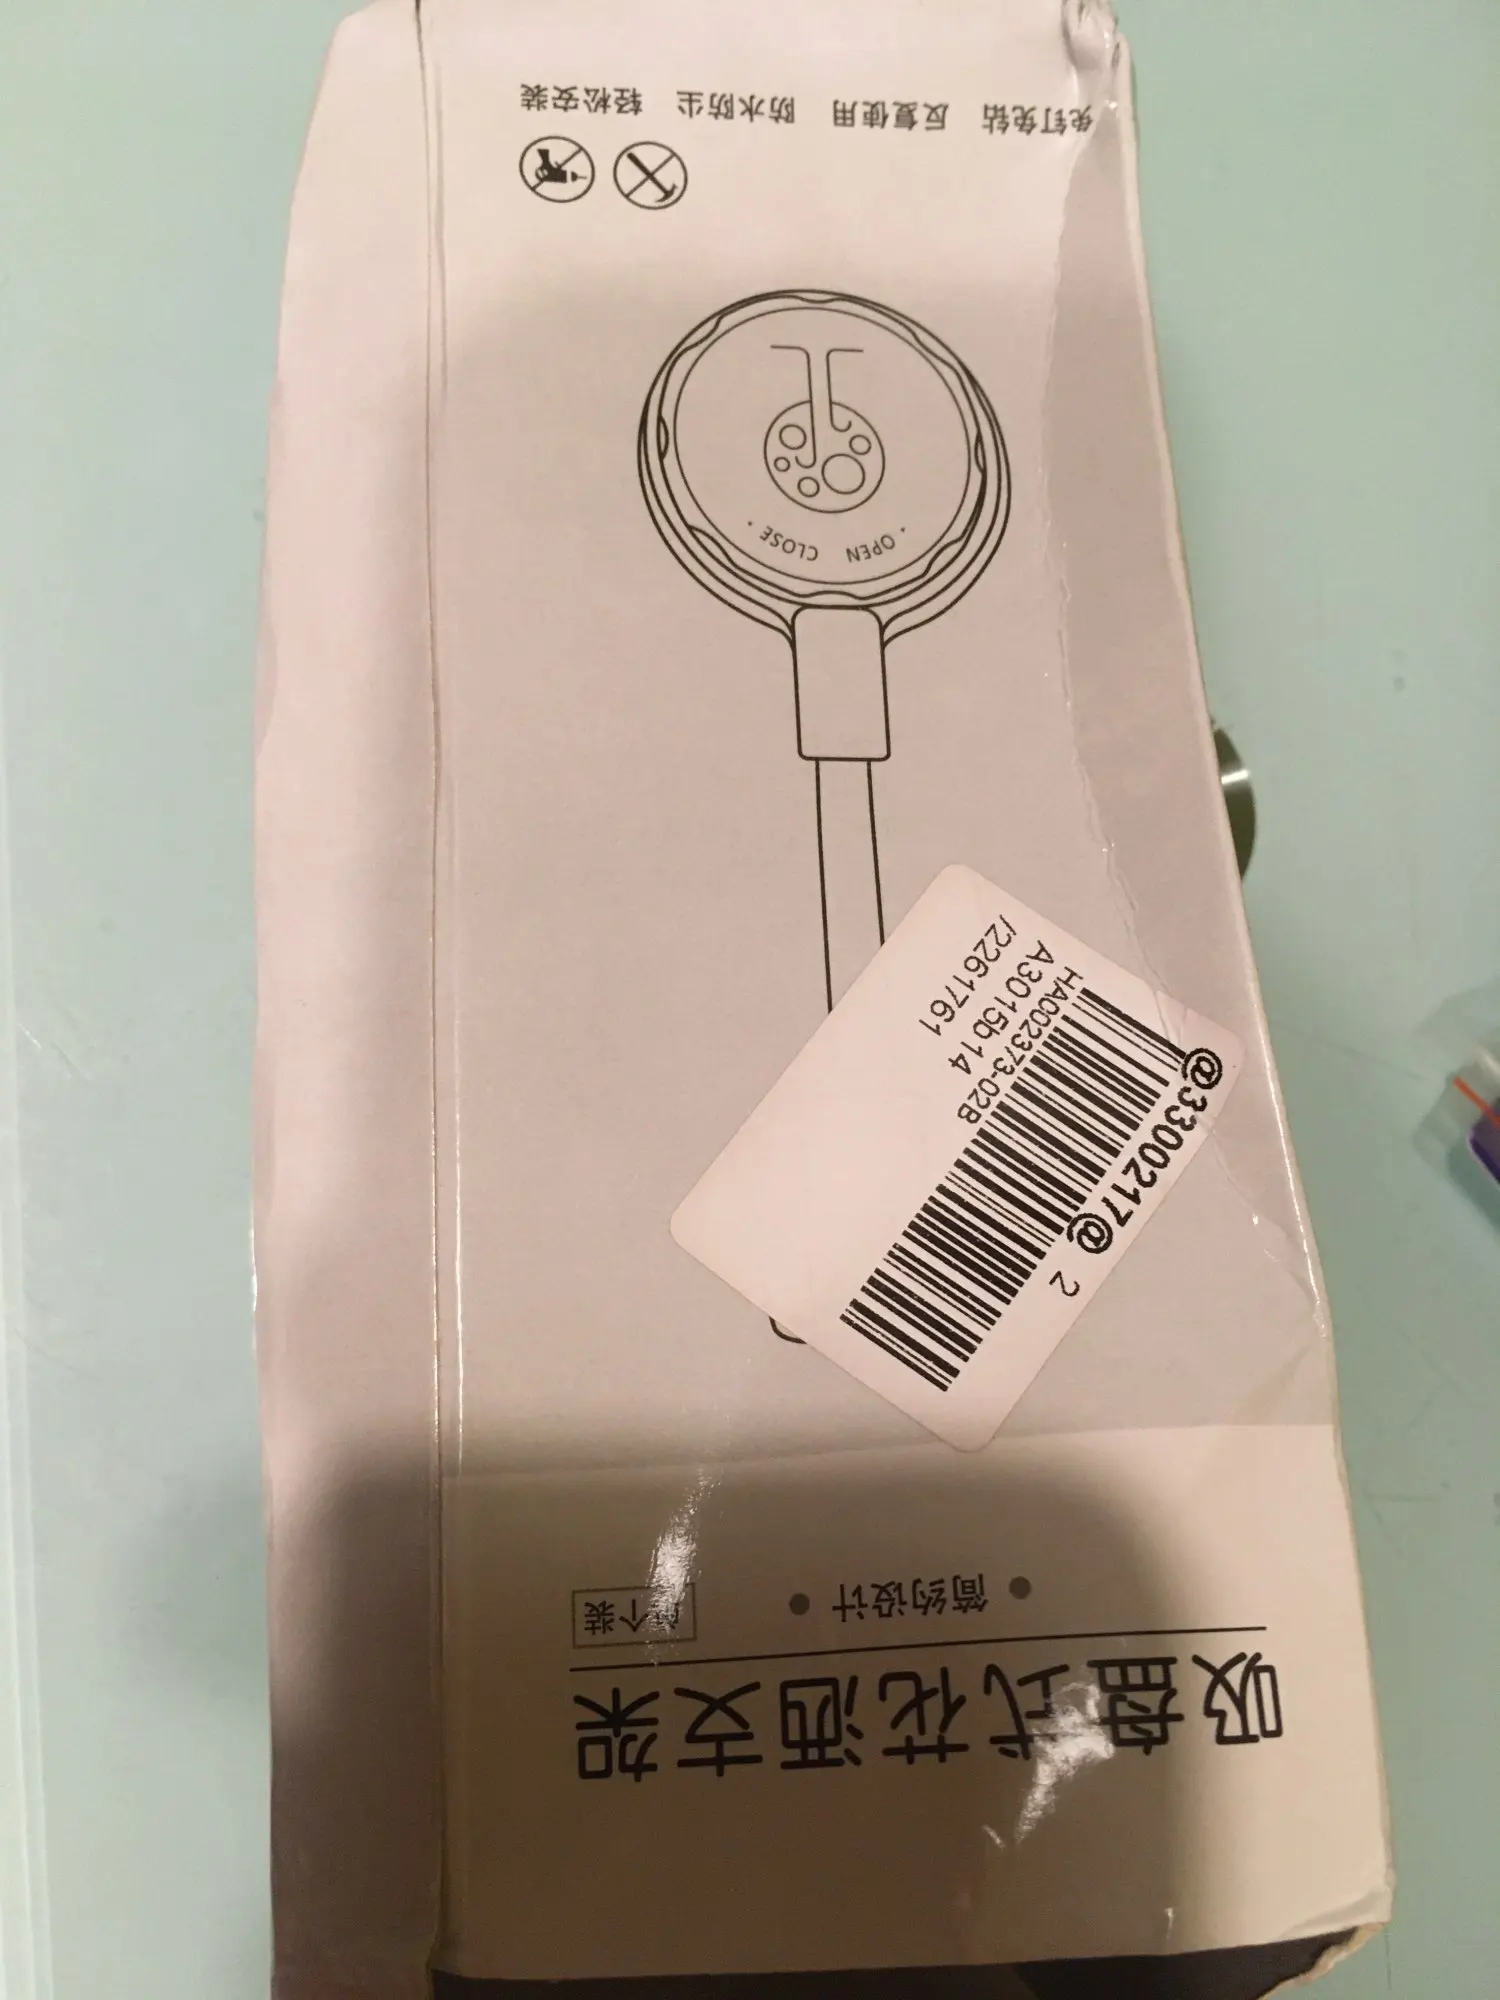 吸盘式花洒支架
• 简约设计 •
单个装
@3300217@ 2
HA002373-02B
A3015b14
/2261761
• OPEN CLOSE •
免钉免钻 反复使用 防水防尘 轻松安装